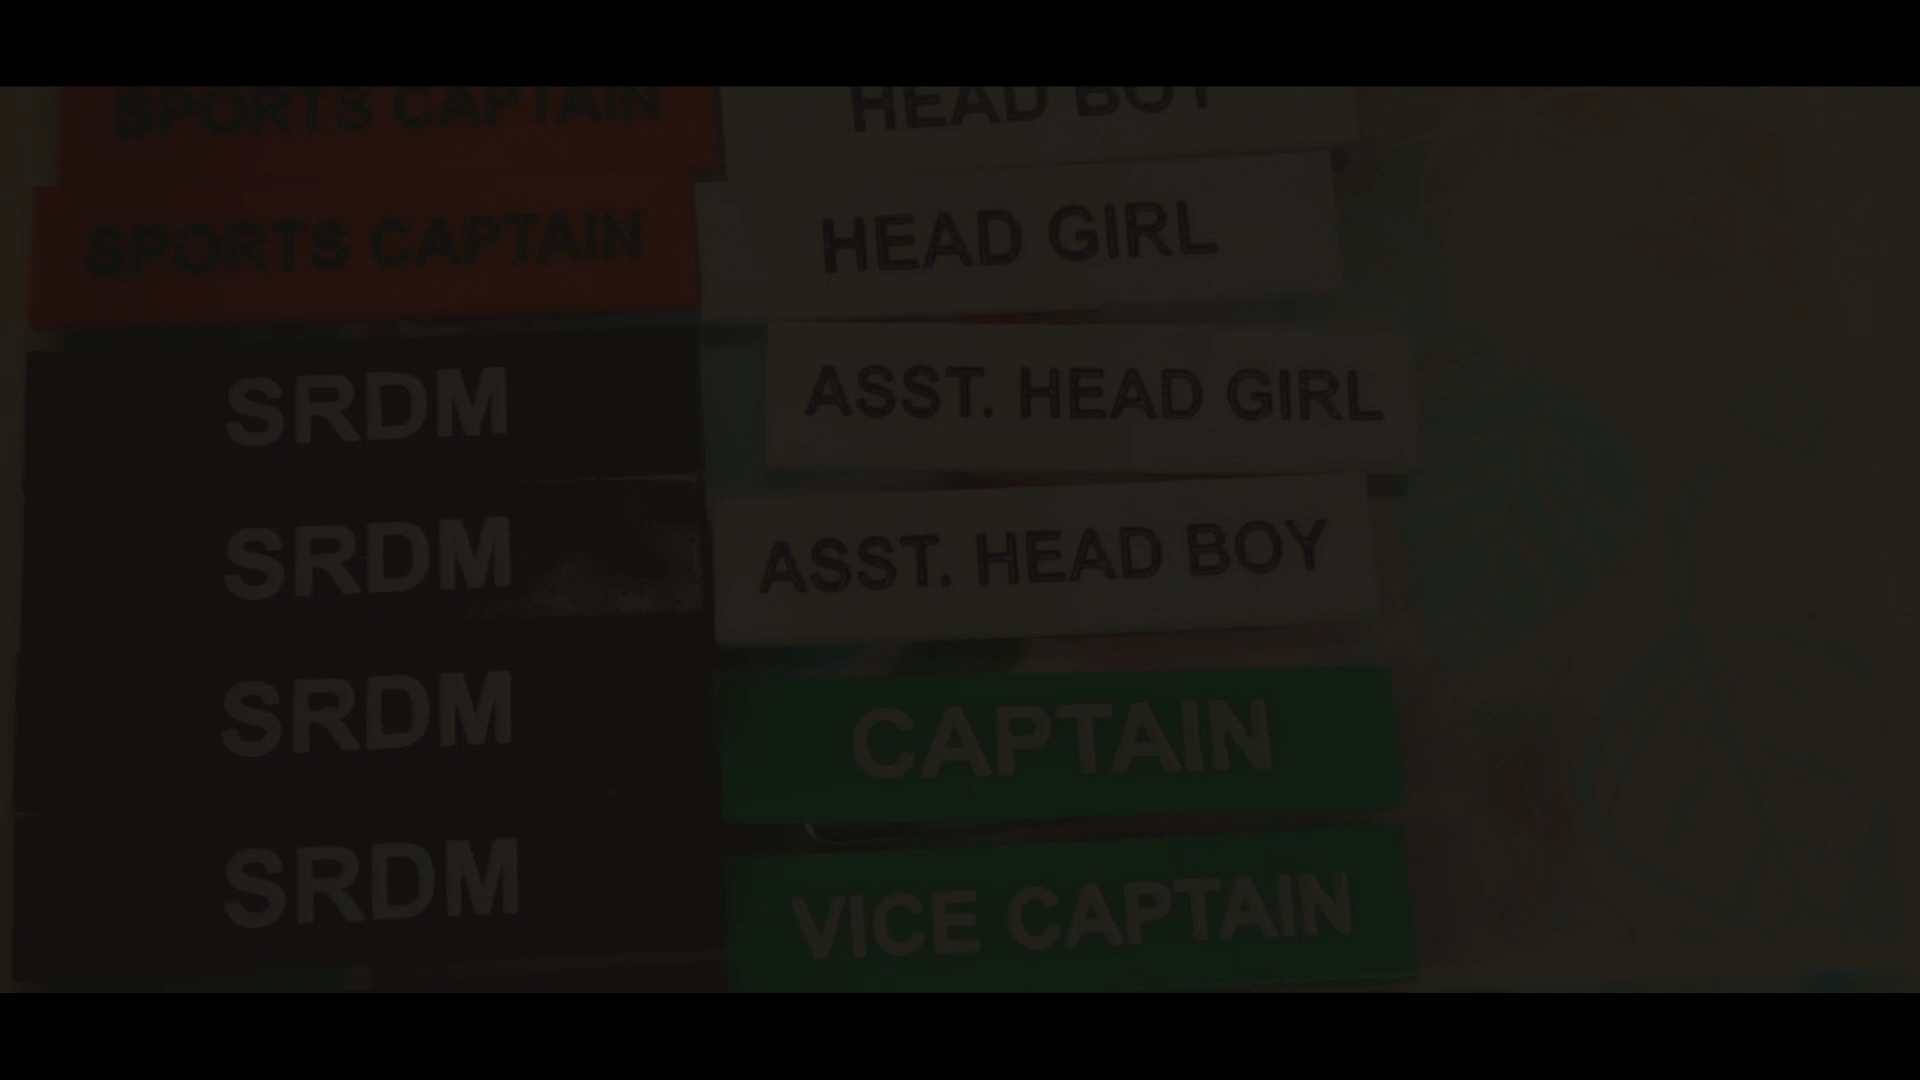 SPORTS CAPTAIN
HEAD BOY
SPORTS CAPTAIN
HEAD GIRL
SRDM
ASST. HEAD GIRL
SRDM
ASST. HEAD BOY
SRDM
CAPTAIN
SRDM
VICE CAPTAIN